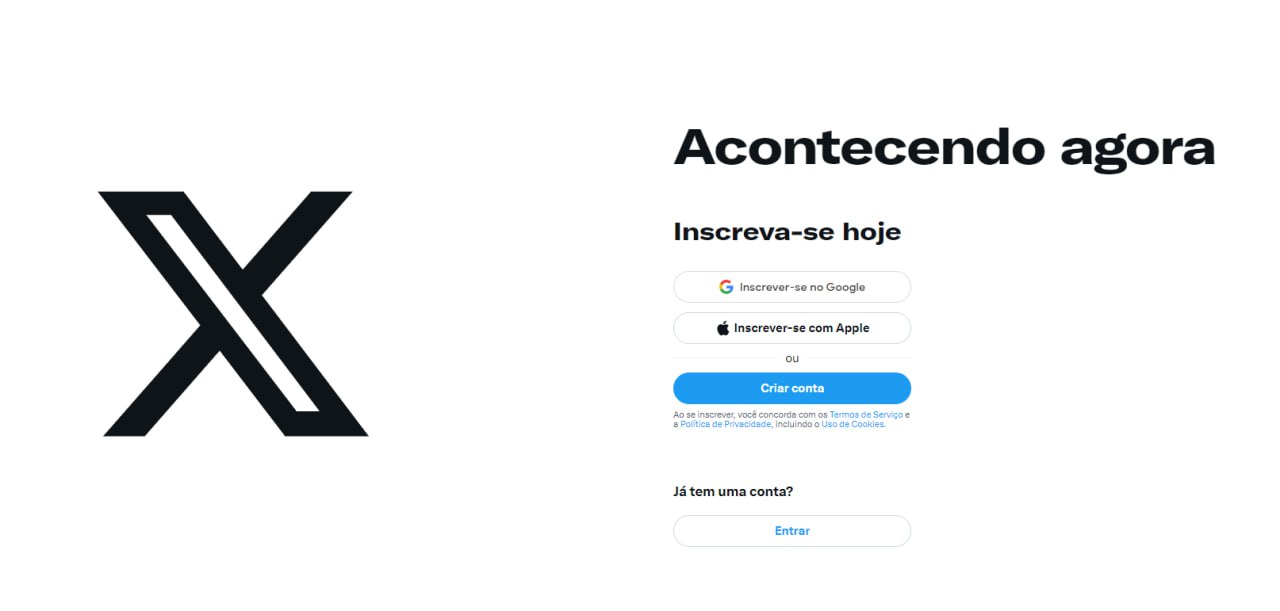 Acontecendo agora
Inscreva-se hoje
Inscrever-se no Google
Inscrever-se com Apple
ou
Criar conta
Ao se inscrever, você concorda com os Termos de Serviço e
a Política de Privacidade, incluindo o Uso de Cookies.
Já tem uma conta?
Entrar